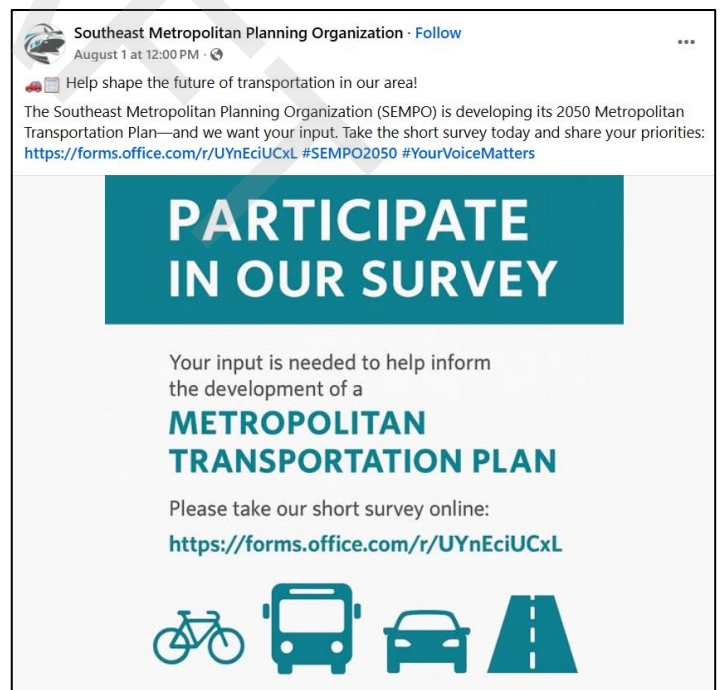 Southeast Metropolitan Planning Organization · Follow
August 1 at 12:00 PM ·
Help shape the future of transportation in our area!
The Southeast Metropolitan Planning Organization (SEMPO) is developing its 2050 Metropolitan
Transportation Plan—and we want your input. Take the short survey today and share your priorities:
https://forms.office.com/r/UYnEciUCxL #SEMPO2050 #YourVoiceMatters
PARTICIPATE
IN OUR SURVEY
Your input is needed to help inform
the development of a
METROPOLITAN
TRANSPORTATION PLAN
Please take our short survey online:
https://forms.office.com/r/UYnEciUCxL